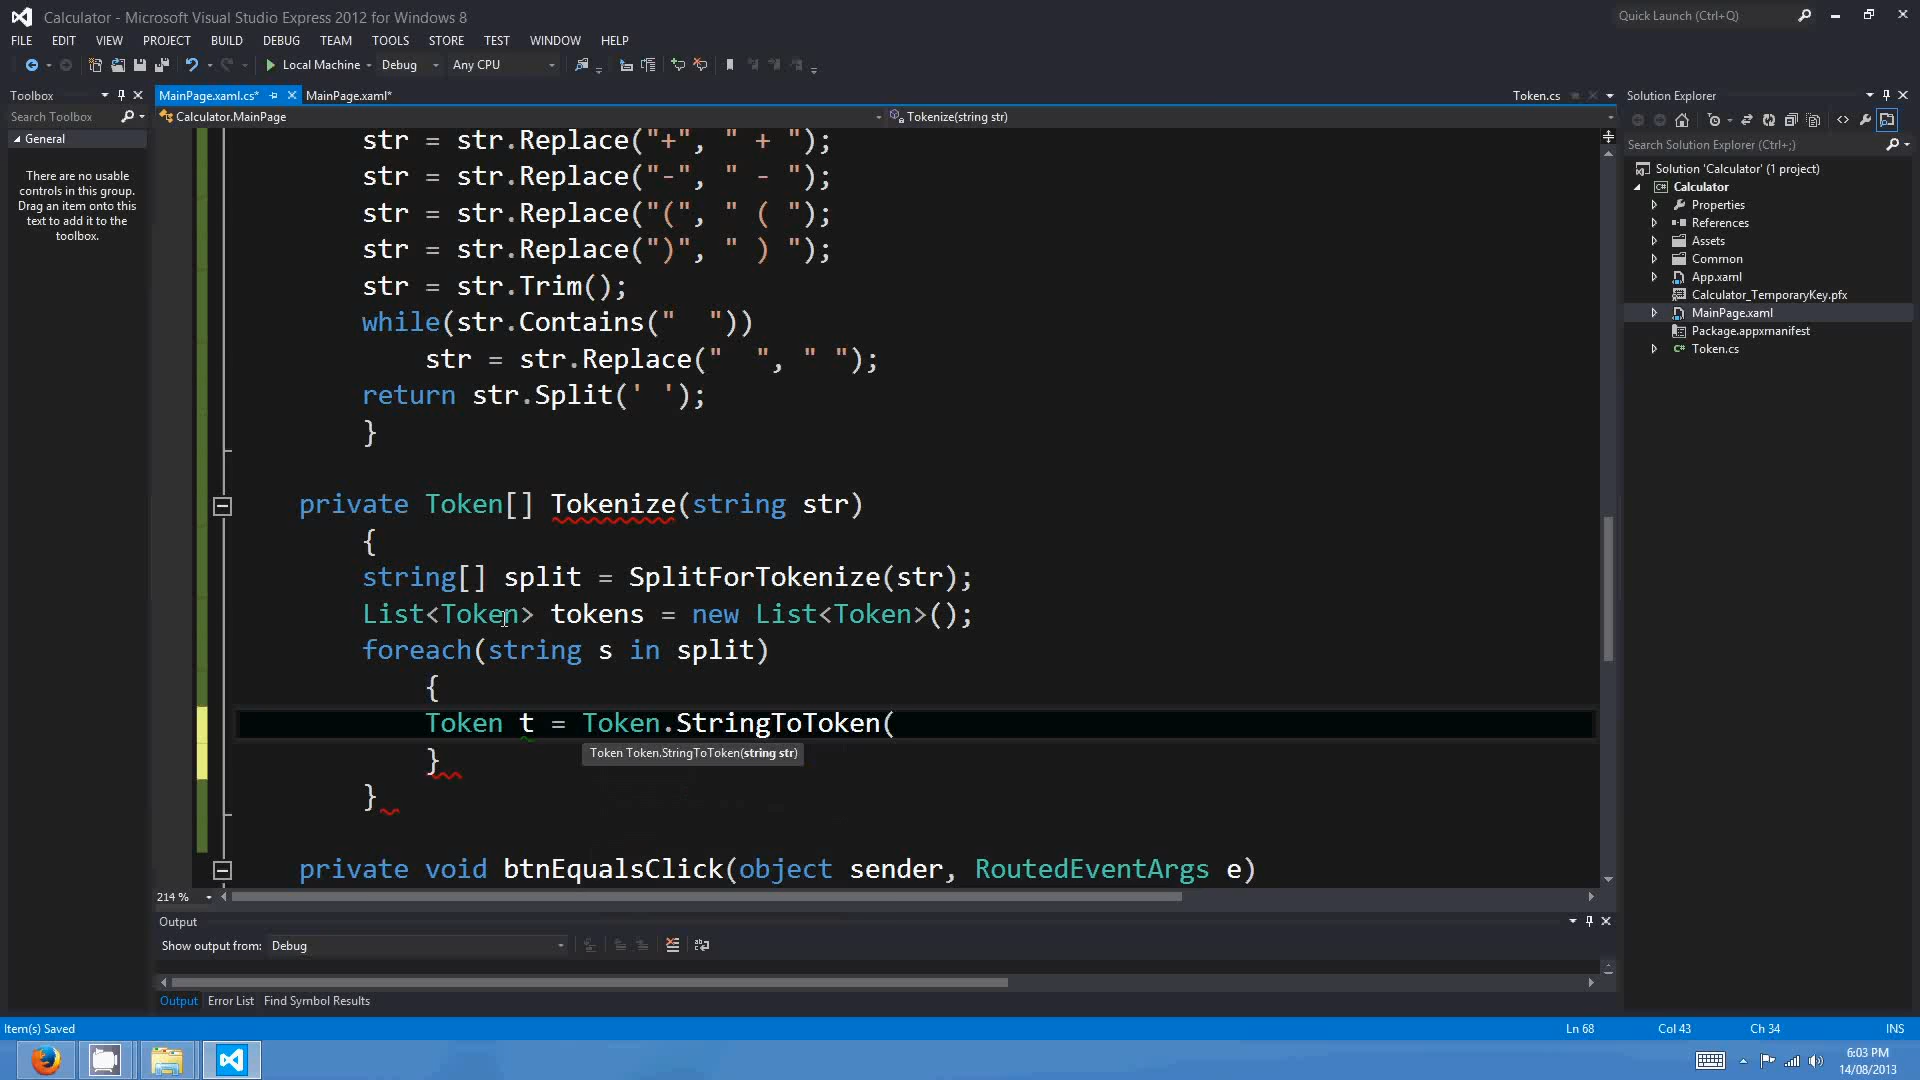 Calculator - Microsoft Visual Studio Express 2012 for Windows 8
Quick Launch (Ctrl+Q)
FILE EDIT VIEW PROJECT BUILD DEBUG TEAM TOOLS STORE TEST WINDOW HELP
Local Machine Debug Any CPU
Toolbox
MainPage.xaml.cs* MainPage.xaml* Token.cs
Solution Explorer
Search Toolbox
Calculator.MainPage Tokenize(string str)
General
There are no usable
controls in this group.
Drag an item onto this
text to add it to the
toolbox.
str = str.Replace("+", " + ");
str = str.Replace("-", " - ");
str = str.Replace("(", " ( ");
str = str.Replace(")", " ) ");
str = str.Trim();
while(str.Contains("  "))
str = str.Replace("  ", " ");
return str.Split(' ');
}
private Token[] Tokenize(string str)
{
string[] split = SplitForTokenize(str);
List<Token> tokens = new List<Token>();
foreach(string s in split)
{
Token t = Token.StringToToken(
Token Token.StringToToken(string str)
}
}
private void btnEqualsClick(object sender, RoutedEventArgs e)
214 %
Search Solution Explorer (Ctrl+;)
Solution 'Calculator' (1 project)
Calculator
Properties
References
Assets
Common
App.xaml
Calculator_TemporaryKey.pfx
MainPage.xaml
Package.appxmanifest
Token.cs
Output
Show output from: Debug
Output Error List Find Symbol Results
Item(s) Saved
Ln 68 Col 43 Ch 34 INS
6:03 PM
14/08/2013